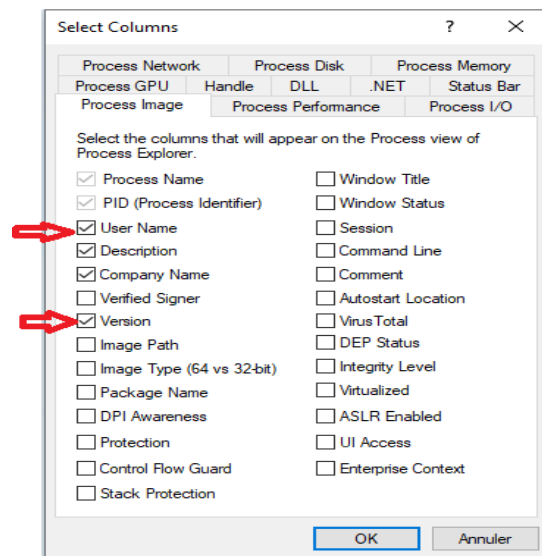 Select Columns ? ×
Process Network Process Disk Process Memory
Process GPU Handle DLL .NET Status Bar
Process Image Process Performance Process I/O
Select the columns that will appear on the Process view of
Process Explorer.
Process Name
PID (Process Identifier)
User Name
Description
Company Name
Verified Signer
Version
Image Path
Image Type (64 vs 32-bit)
Package Name
DPI Awareness
Protection
Control Flow Guard
Stack Protection
Window Title
Window Status
Session
Command Line
Comment
Autostart Location
VirusTotal
DEP Status
Integrity Level
Virtualized
ASLR Enabled
UI Access
Enterprise Context
OK Annuler